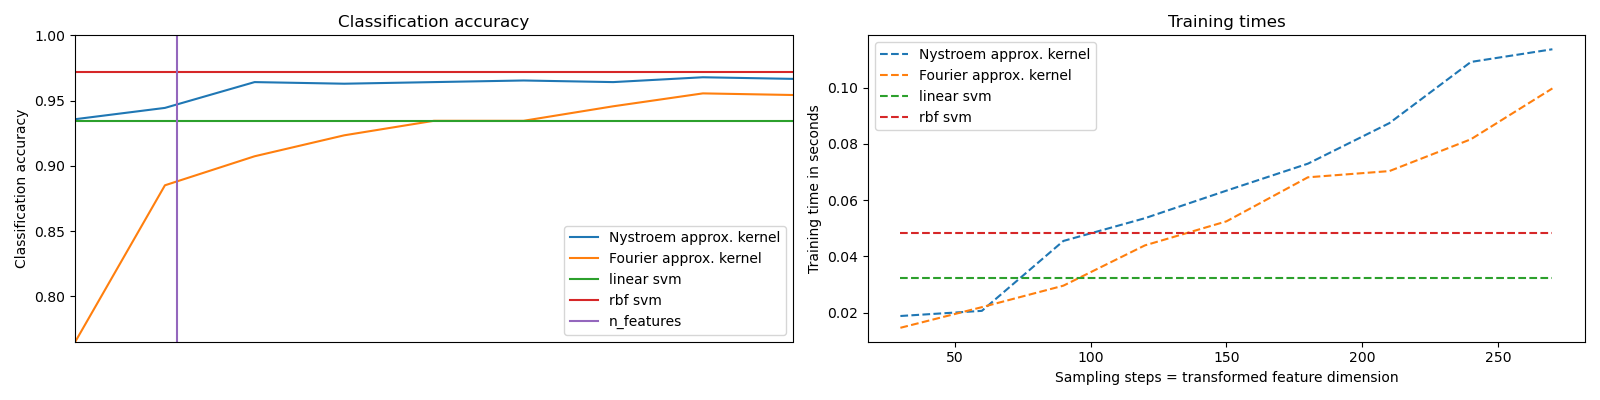 Classification accuracy
Classification accuracy
1.00
0.95
0.90
0.85
0.80
Nystroem approx. kernel
Fourier approx. kernel
linear svm
rbf svm
n_features
Training times
Training time in seconds
0.10
0.08
0.06
0.04
0.02
Nystroem approx. kernel
Fourier approx. kernel
linear svm
rbf svm
50 100 150 200 250
Sampling steps = transformed feature dimension